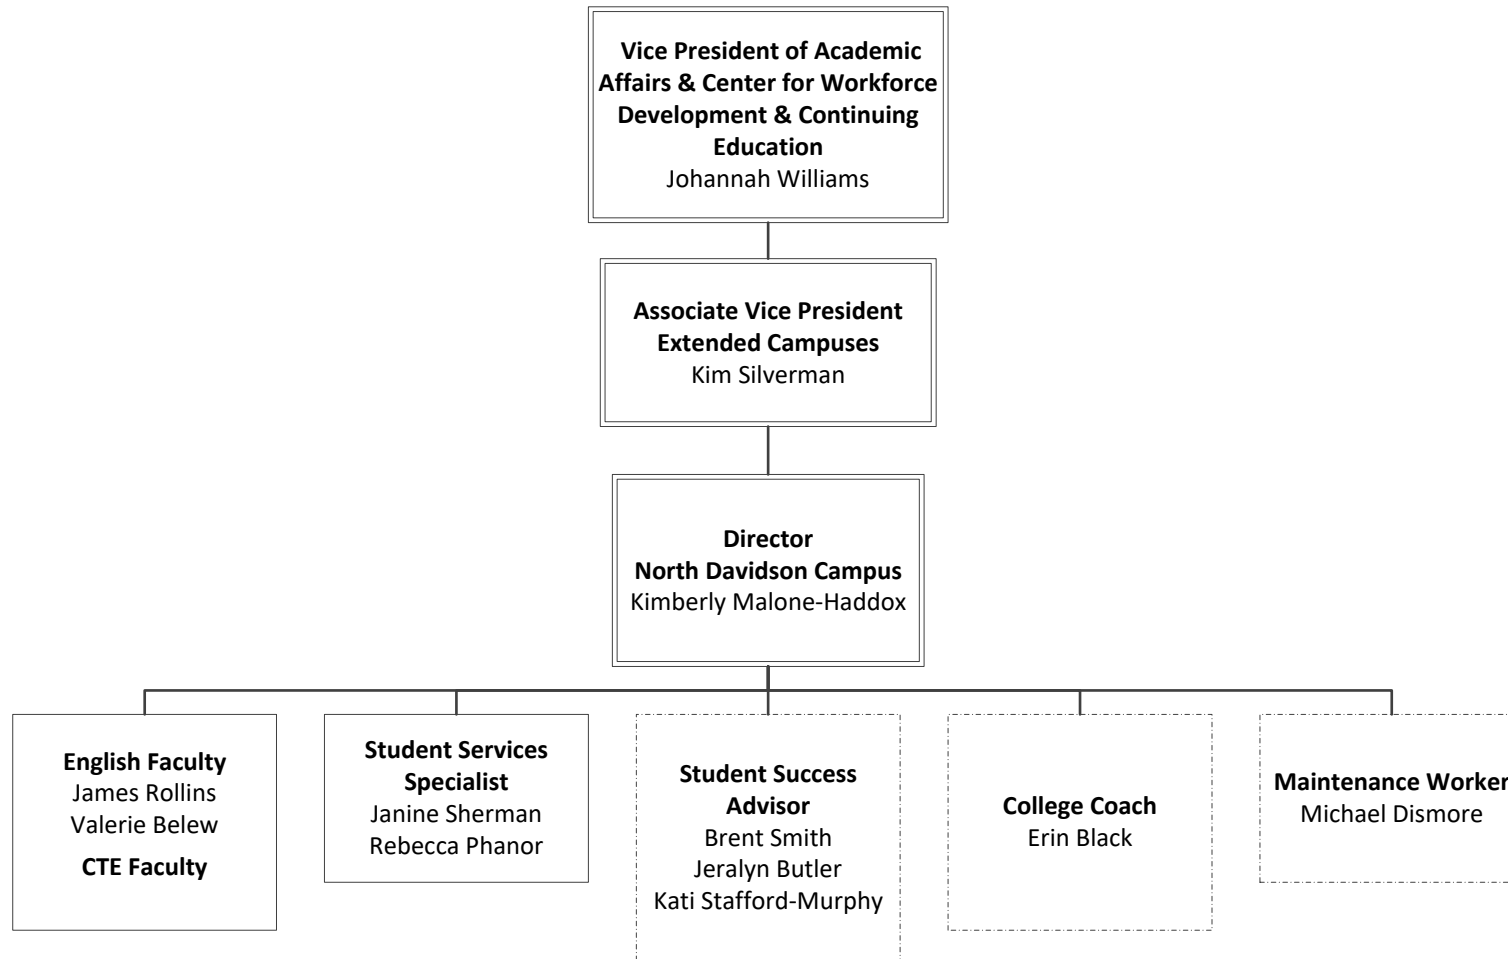 Vice President of Academic
Affairs & Center for Workforce
Development & Continuing
Education
Johannah Williams
Associate Vice President
Extended Campuses
Kim Silverman
Director
North Davidson Campus
Kimberly Malone-Haddox
English Faculty
James Rollins
Valerie Belew
CTE Faculty
Student Services
Specialist
Janine Sherman
Rebecca Phanor
Student Success
Advisor
Brent Smith
Jeralyn Butler
Kati Stafford-Murphy
College Coach
Erin Black
Maintenance Worker
Michael Dismore